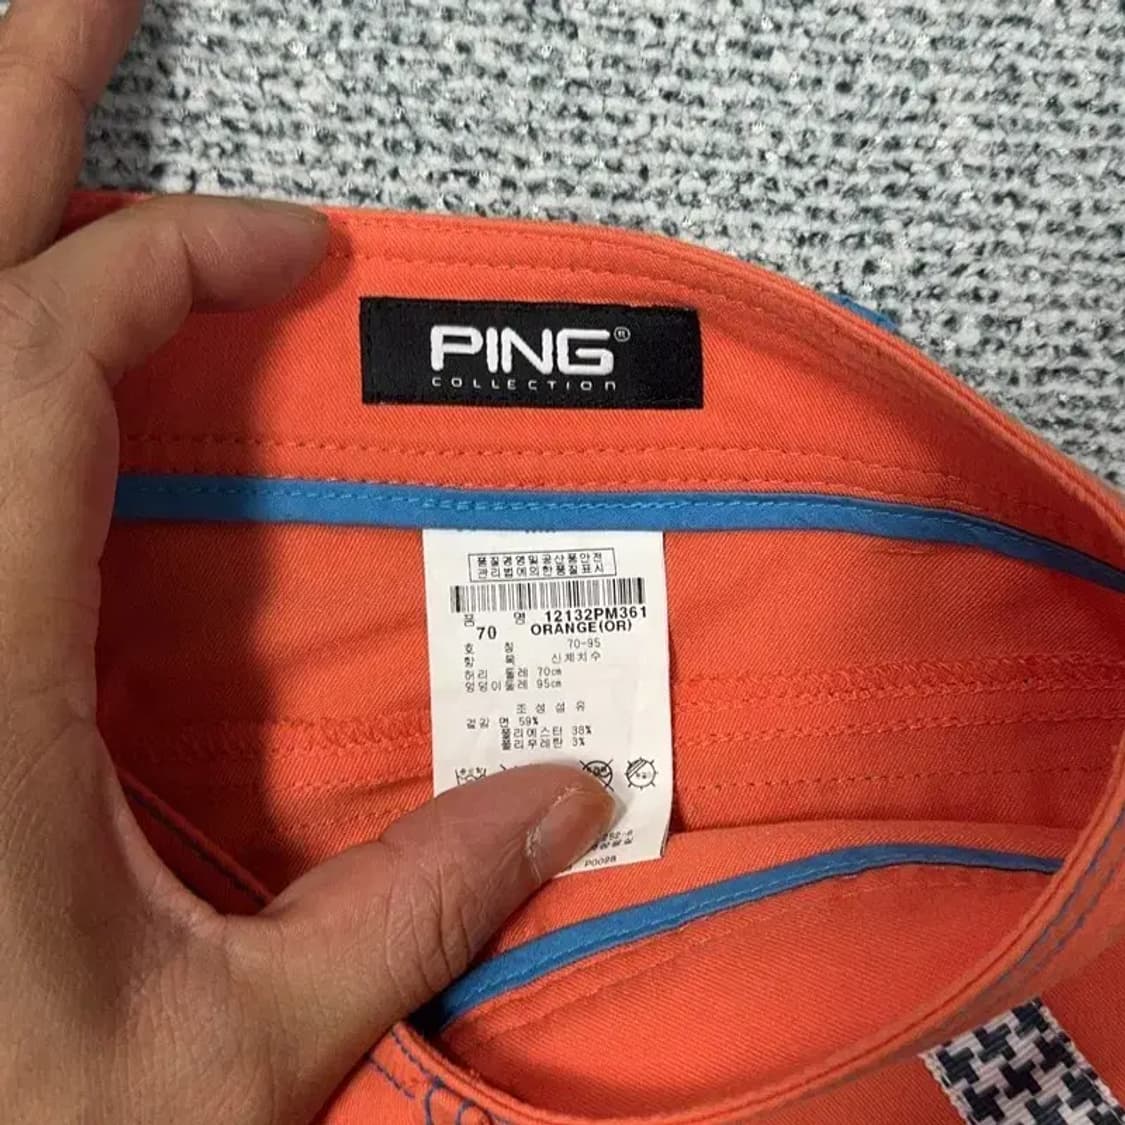 PING®
COLLECTION
품질경영및공산품안전
관리법에의한품질표시
품 명 12132PM361
70 ORANGE(OR)
호 칭 70-95
항 목 신체치수
허리 둘레 70cm
엉덩이둘레 95cm
조성섬유
겉감 면 59%
폴리에스터 38%
폴리우레탄 3%
P0028